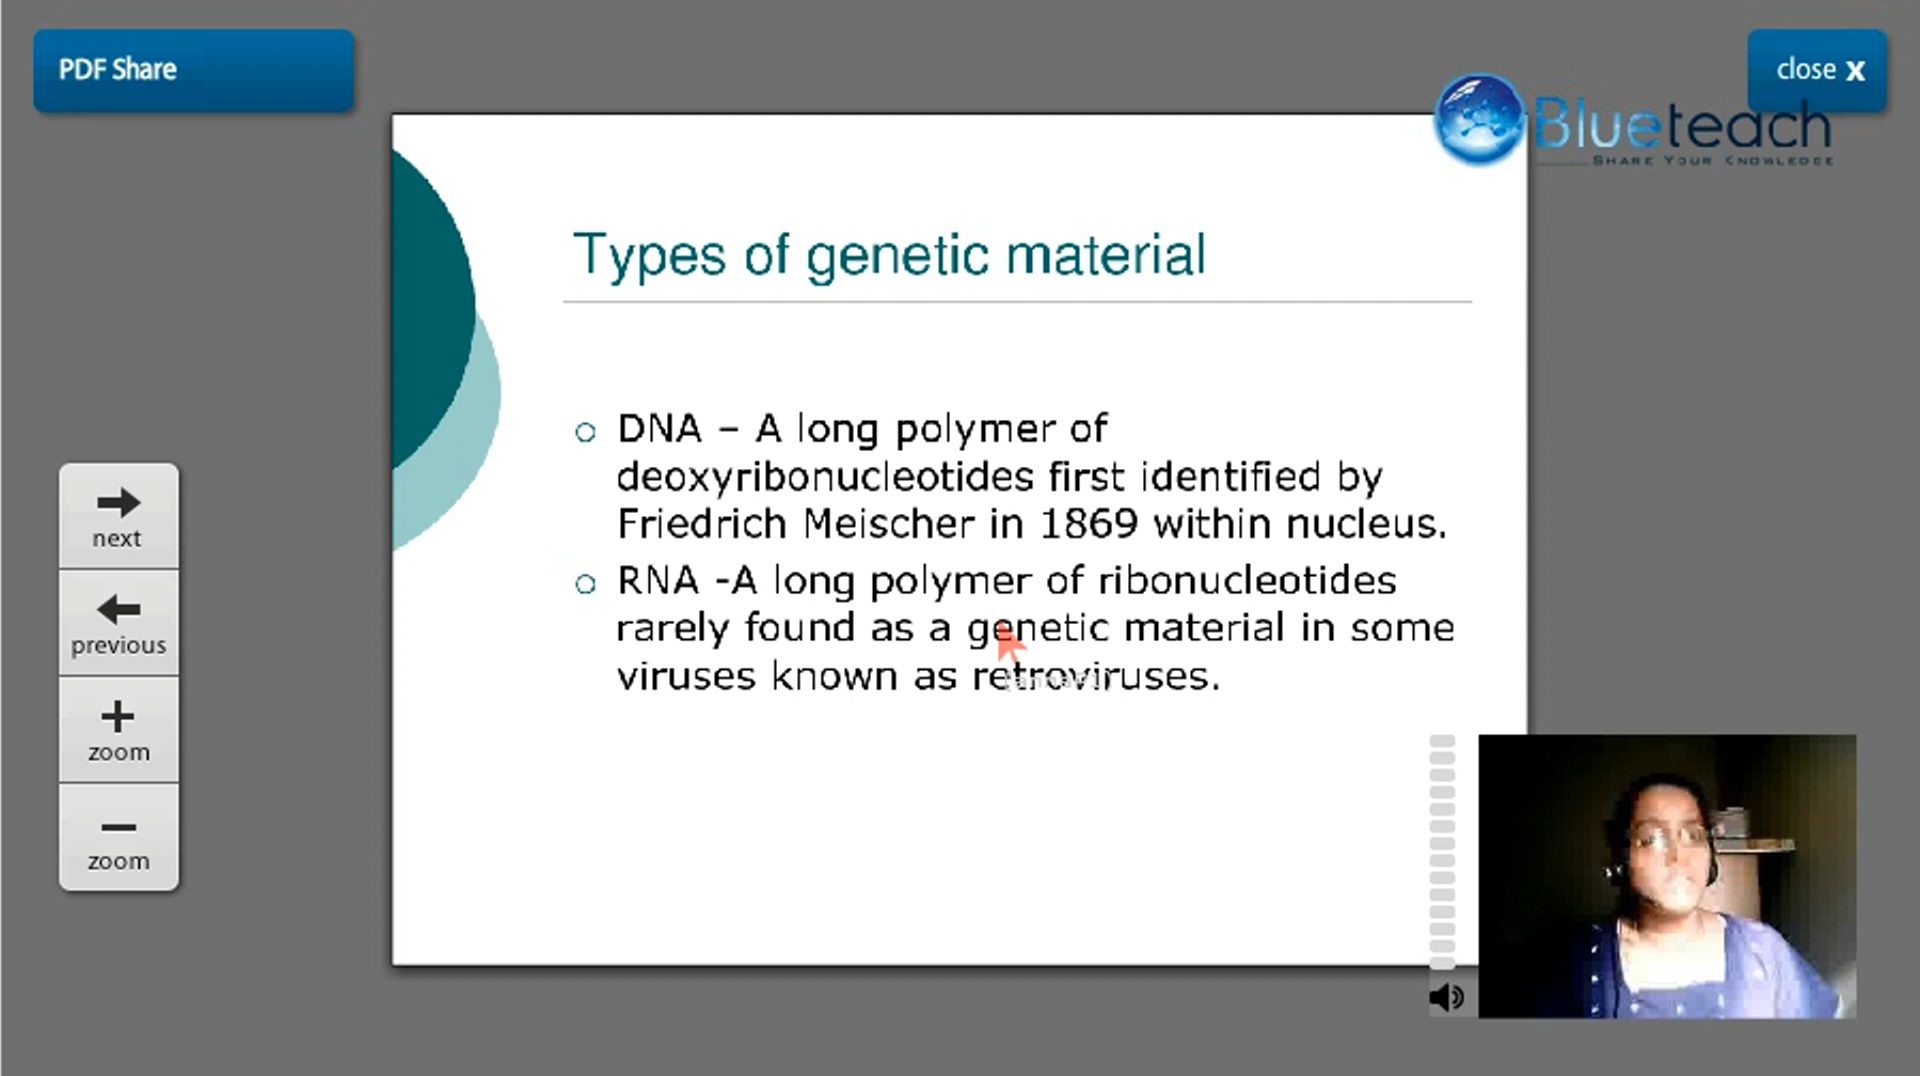 PDF Share
close X
Blueteach
SHARE YOUR KNOWLEDGE
Types of genetic material
DNA – A long polymer of
deoxyribonucleotides first identified by
Friedrich Meischer in 1869 within nucleus.
RNA -A long polymer of ribonucleotides
rarely found as a genetic material in some
viruses known as retroviruses.
next
previous
zoom
zoom